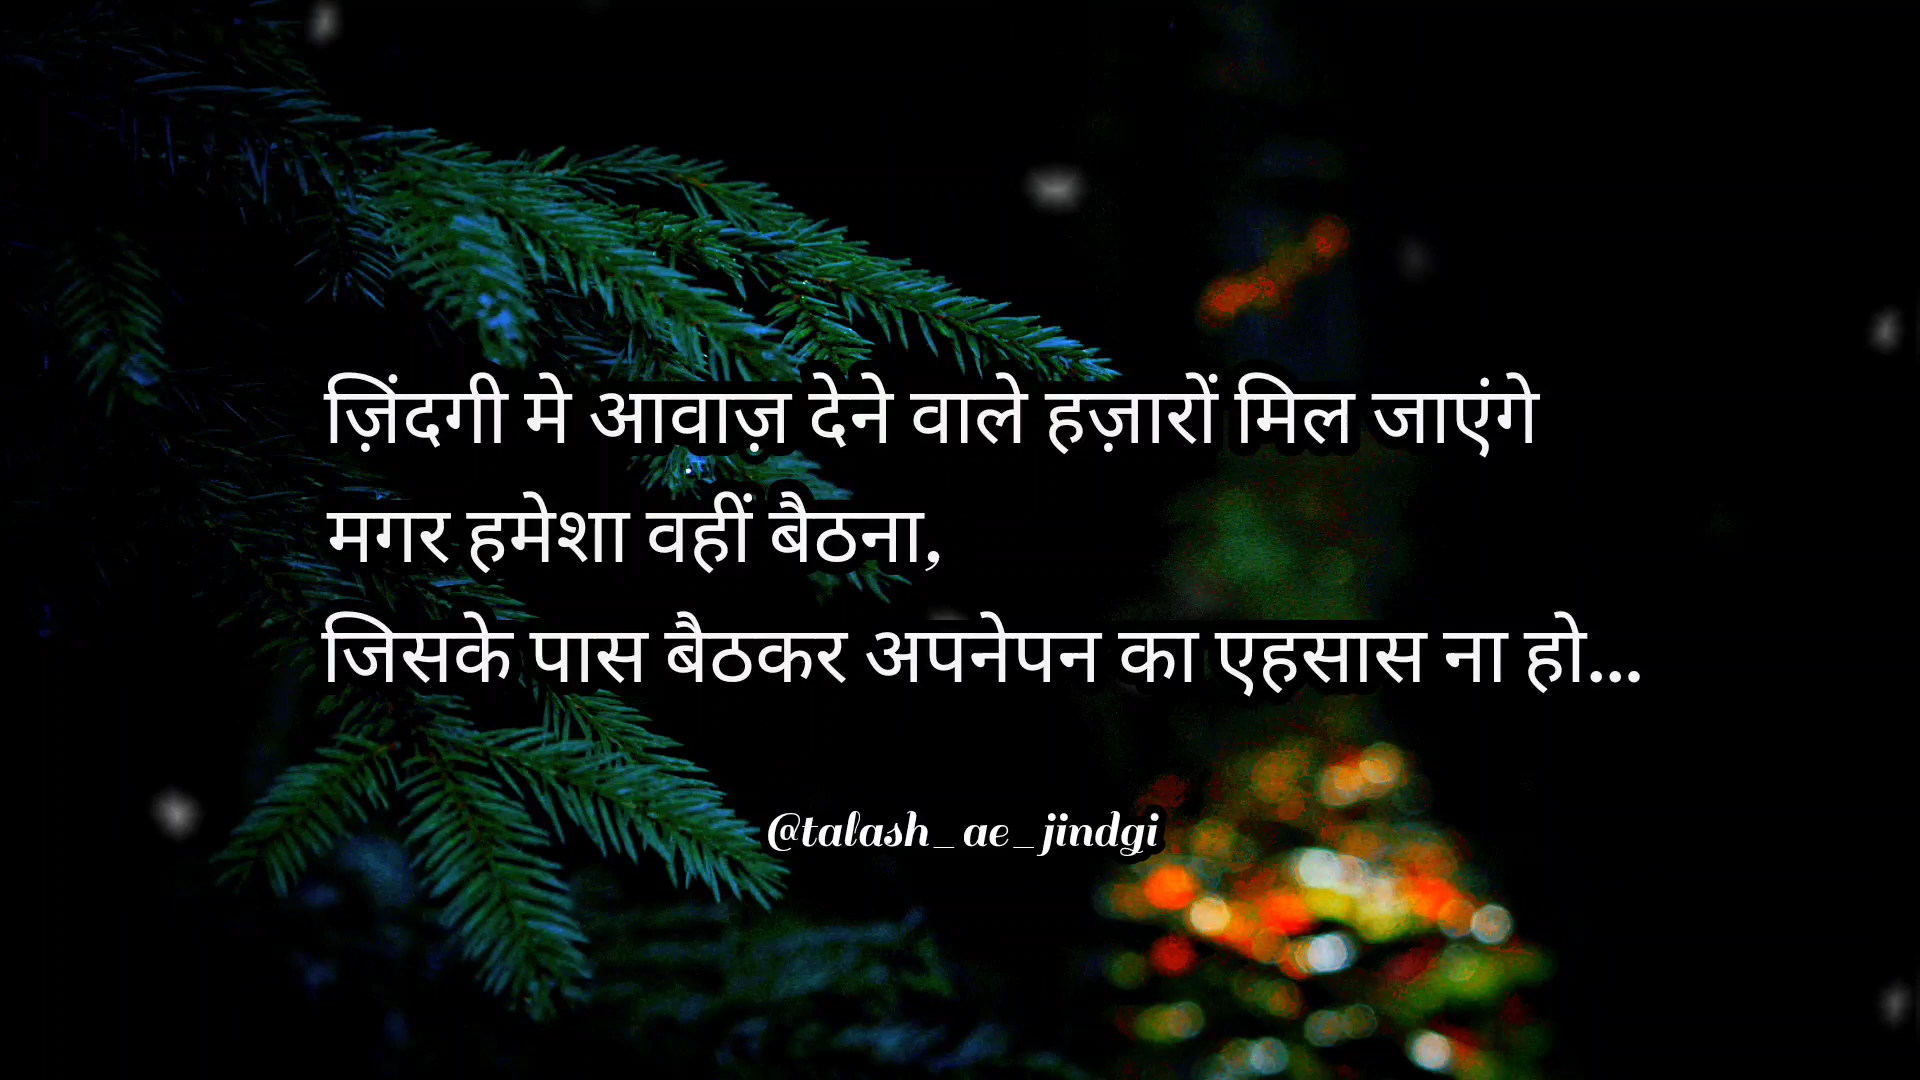 ज़िंदगी मे आवाज़ देने वाले हज़ारों मिल जाएंगे
मगर हमेशा वहीं बैठना,
जिसके पास बैठकर अपनेपन का एहसास ना हो...
@talash_ae_jindgi